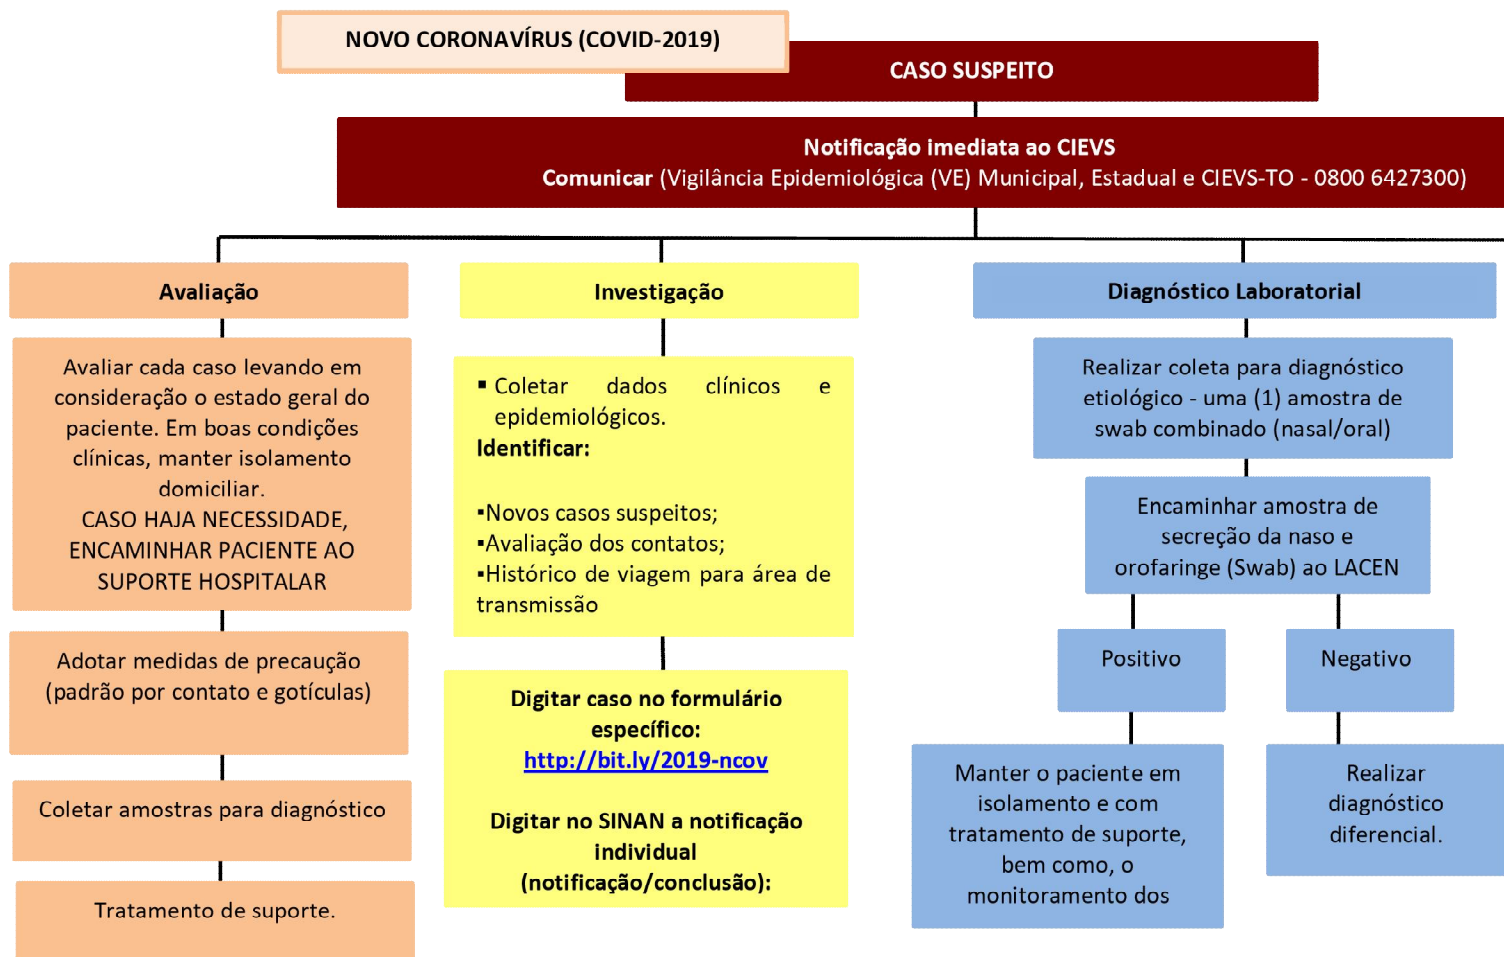 NOVO CORONAVÍRUS (COVID-2019)
CASO SUSPEITO
Notificação imediata ao CIEVS
Comunicar (Vigilância Epidemiológica (VE) Municipal, Estadual e CIEVS-TO - 0800 6427300)
Avaliação
Avaliar cada caso levando em
consideração o estado geral do
paciente. Em boas condições
clínicas, manter isolamento
domiciliar.
CASO HAJA NECESSIDADE,
ENCAMINHAR PACIENTE AO
SUPORTE HOSPITALAR
Adotar medidas de precaução
(padrão por contato e gotículas)
Coletar amostras para diagnóstico
Tratamento de suporte.
Investigação
▪ Coletar dados clínicos e
epidemiológicos.
Identificar:
▪Novos casos suspeitos;
▪Avaliação dos contatos;
▪Histórico de viagem para área de
transmissão
Digitar caso no formulário
específico:
http://bit.ly/2019-ncov
Digitar no SINAN a notificação
individual
(notificação/conclusão):
Diagnóstico Laboratorial
Realizar coleta para diagnóstico
etiológico - uma (1) amostra de
swab combinado (nasal/oral)
Encaminhar amostra de
secreção da naso e
orofaringe (Swab) ao LACEN
Positivo
Manter o paciente em
isolamento e com
tratamento de suporte,
bem como, o
monitoramento dos
Negativo
Realizar
diagnóstico
diferencial.